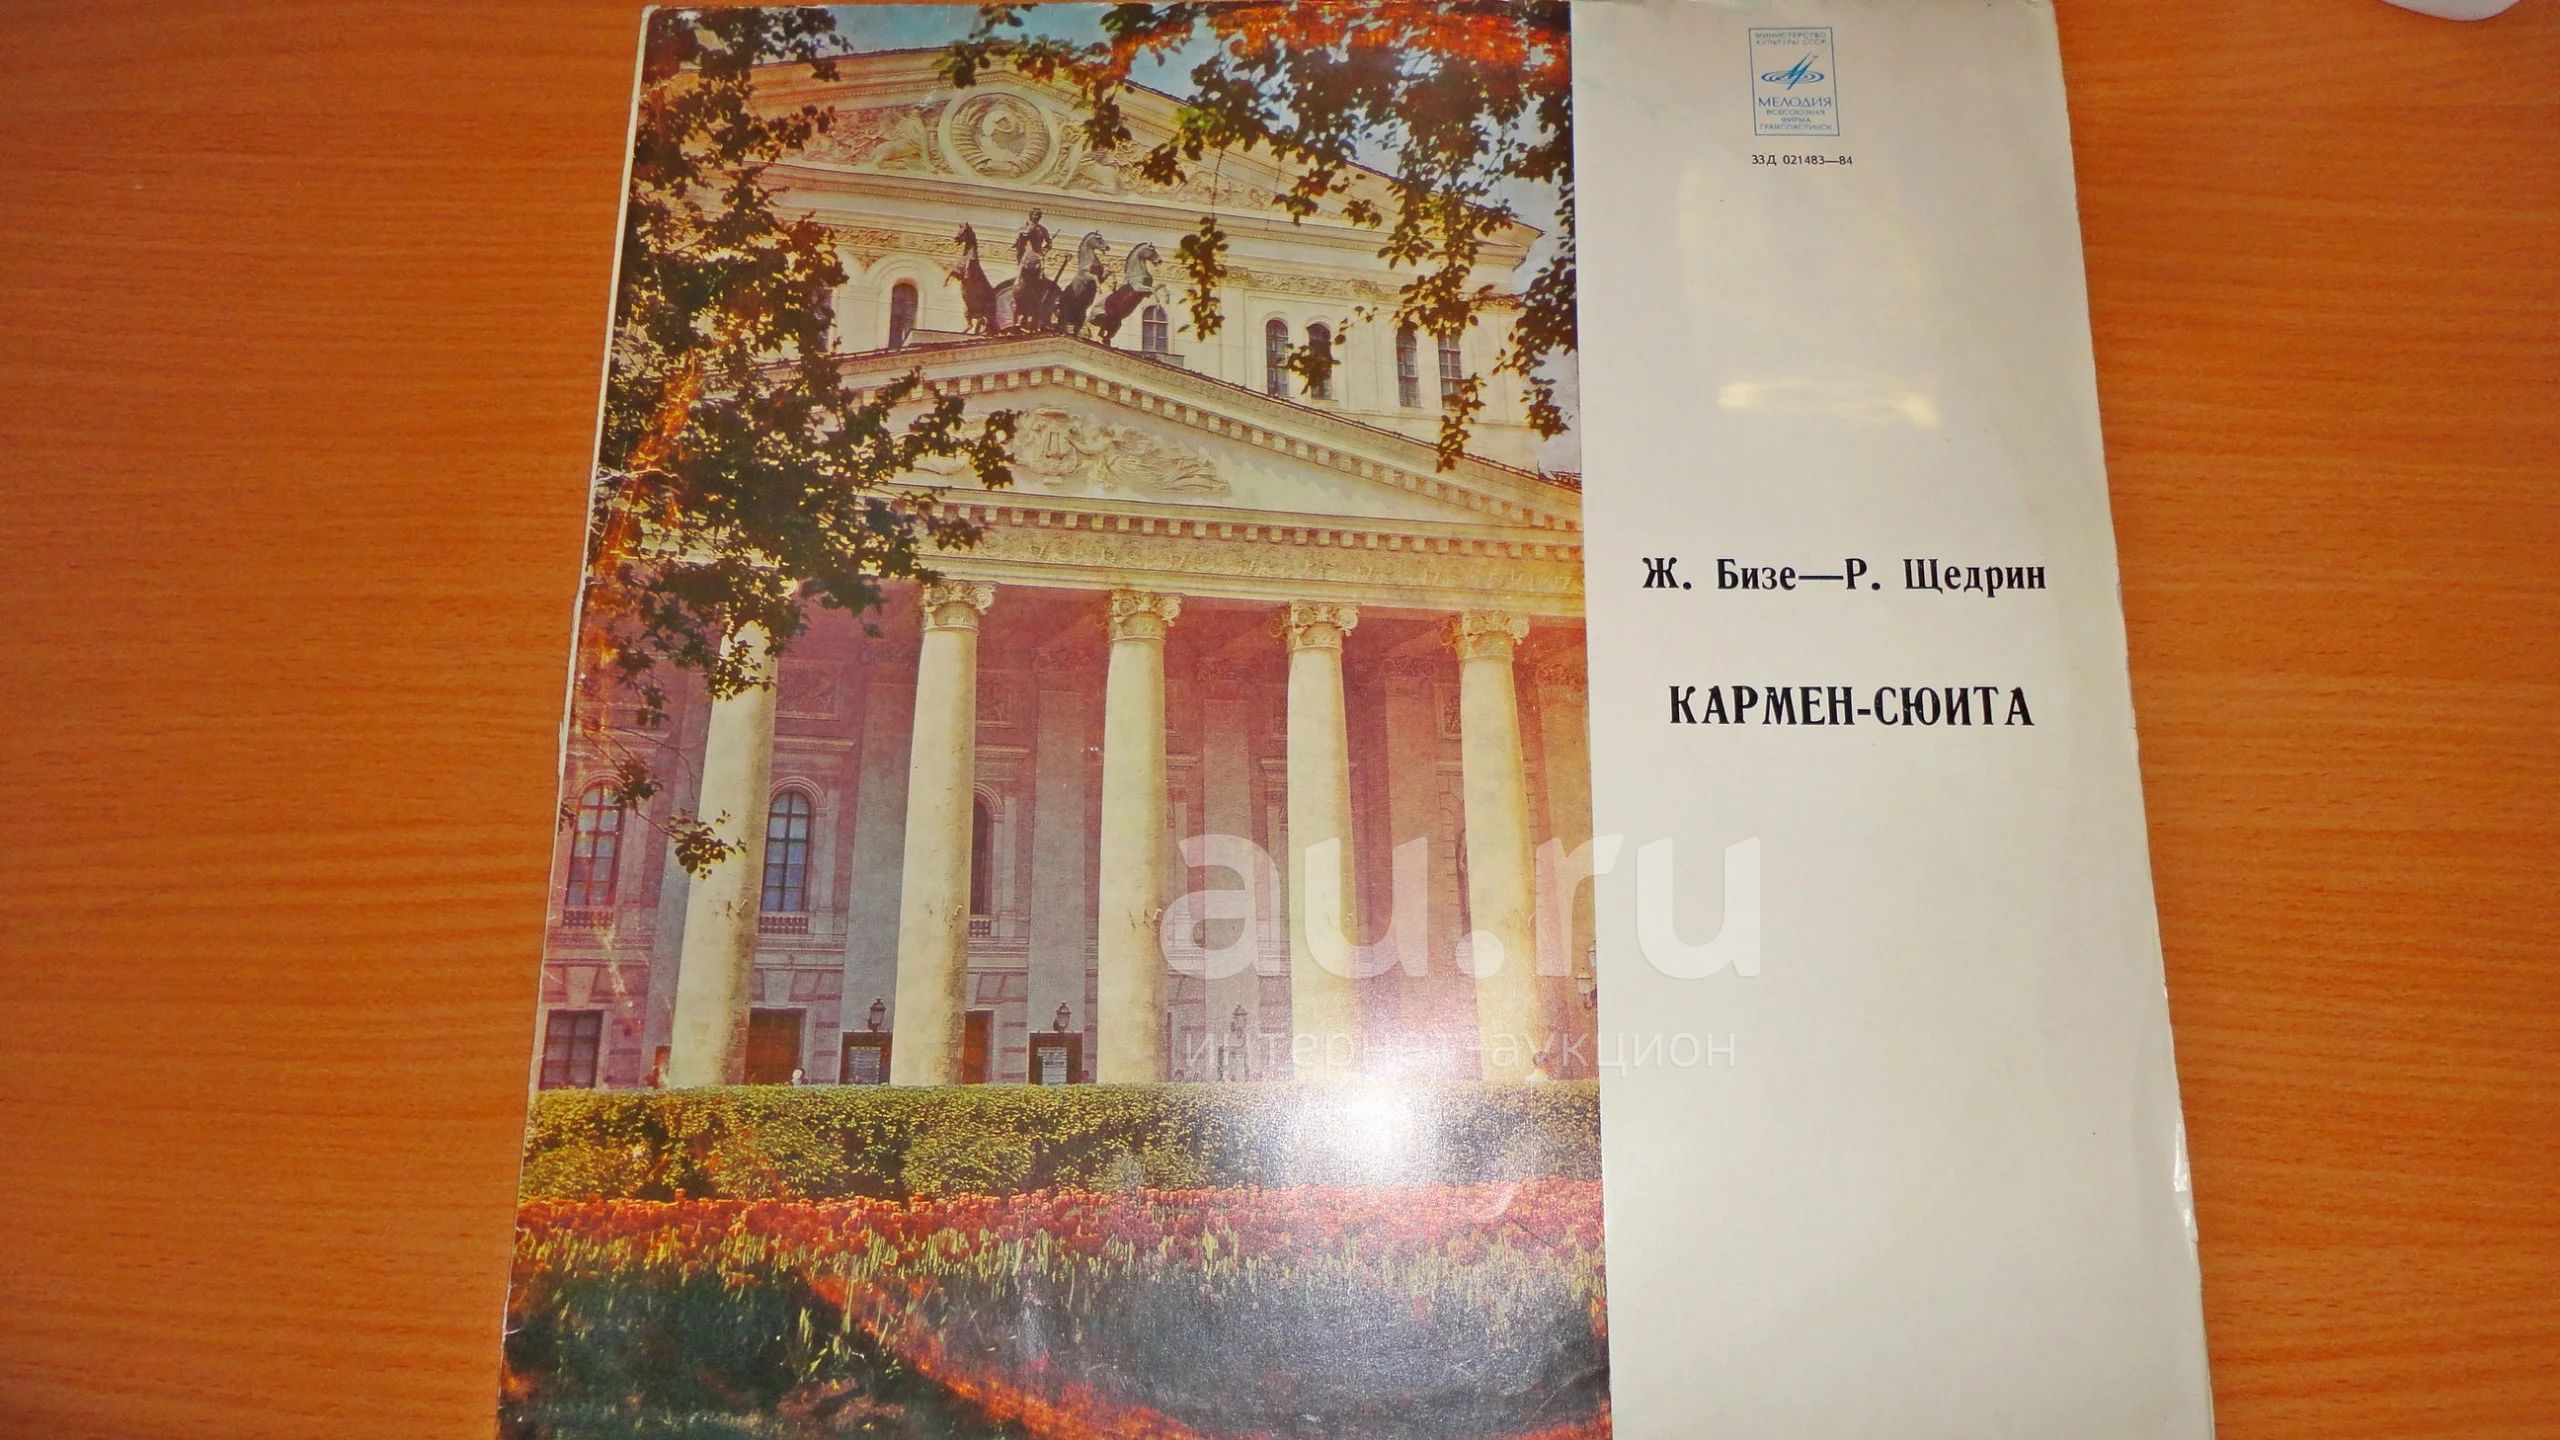 МИНИСТЕРСТВО
КУЛЬТУРЫ СССР
МЕЛОДИЯ
ВСЕСОЮЗНАЯ
ФИРМА
ГРАМПЛАСТИНОК
33Д 021483—84
Ж. Бизе—Р. Щедрин
КАРМЕН-СЮИТА
au.ru
интернет-аукцион